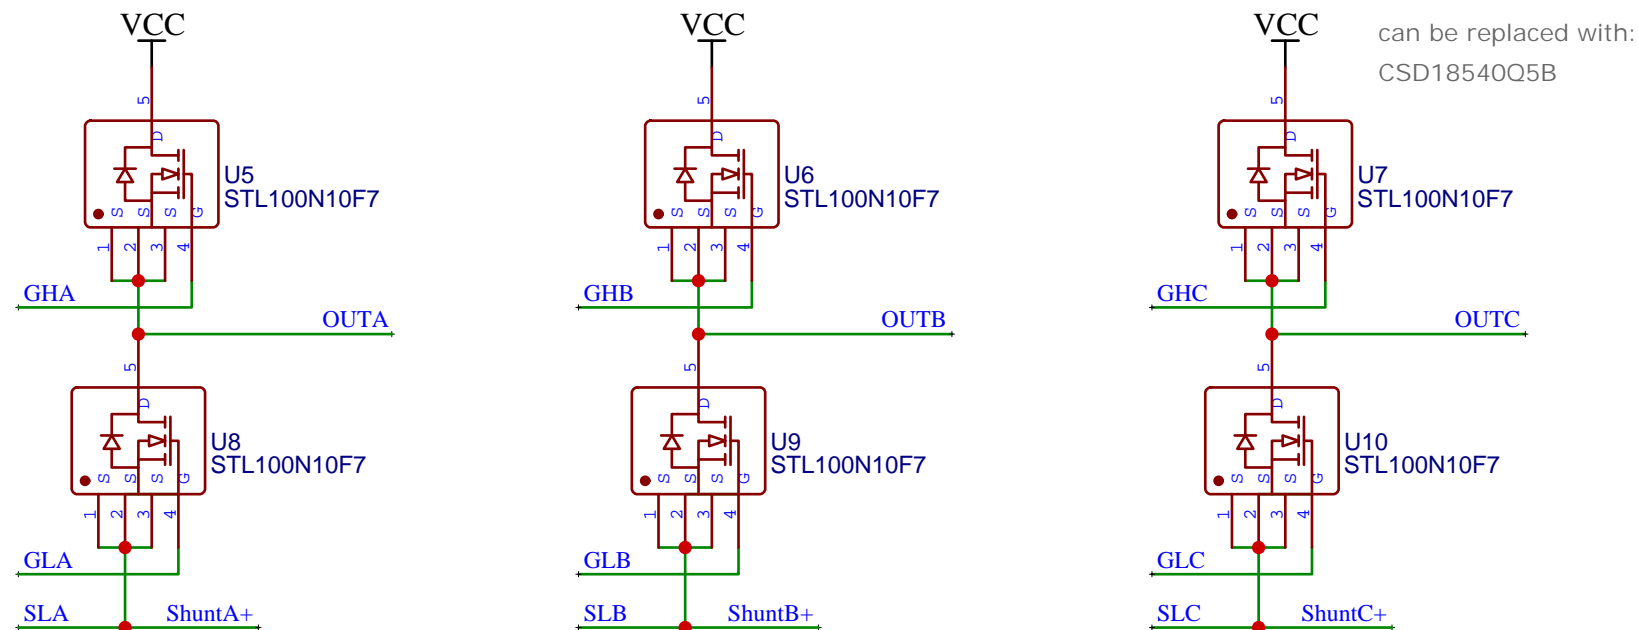 VCC
VCC
VCC
can be replaced with:
CSD18540Q5B
5
5
5
D
D
D
U5
STL100N10F7
U6
STL100N10F7
U7
STL100N10F7
S S S G
S S S G
S S S G
1 2 3 4
1 2 3 4
1 2 3 4
GHA
GHB
GHC
OUTA
OUTB
OUTC
5
5
5
D
D
D
U8
STL100N10F7
U9
STL100N10F7
U10
STL100N10F7
S S S G
S S S G
S S S G
1 2 3 4
1 2 3 4
1 2 3 4
GLA
GLB
GLC
SLA ShuntA+
SLB ShuntB+
SLC ShuntC+